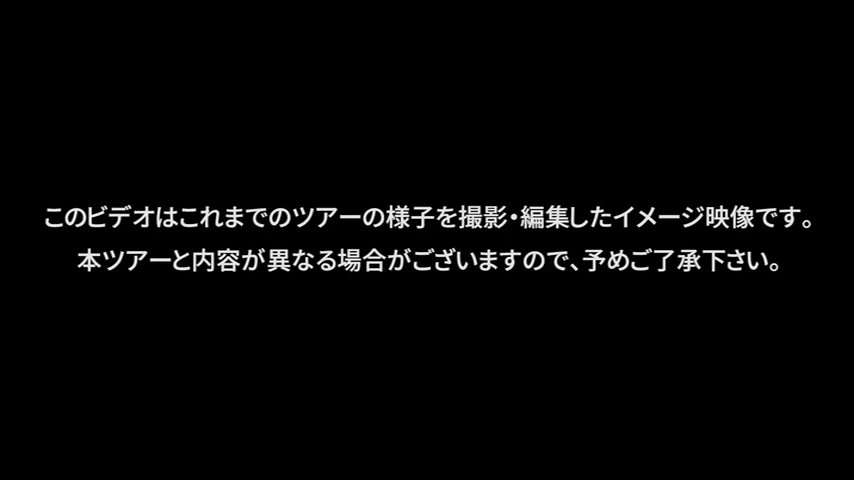 このビデオはこれまでのツアーの様子を撮影・編集したイメージ映像です。
本ツアーと内容が異なる場合がございますので、予めご了承下さい。